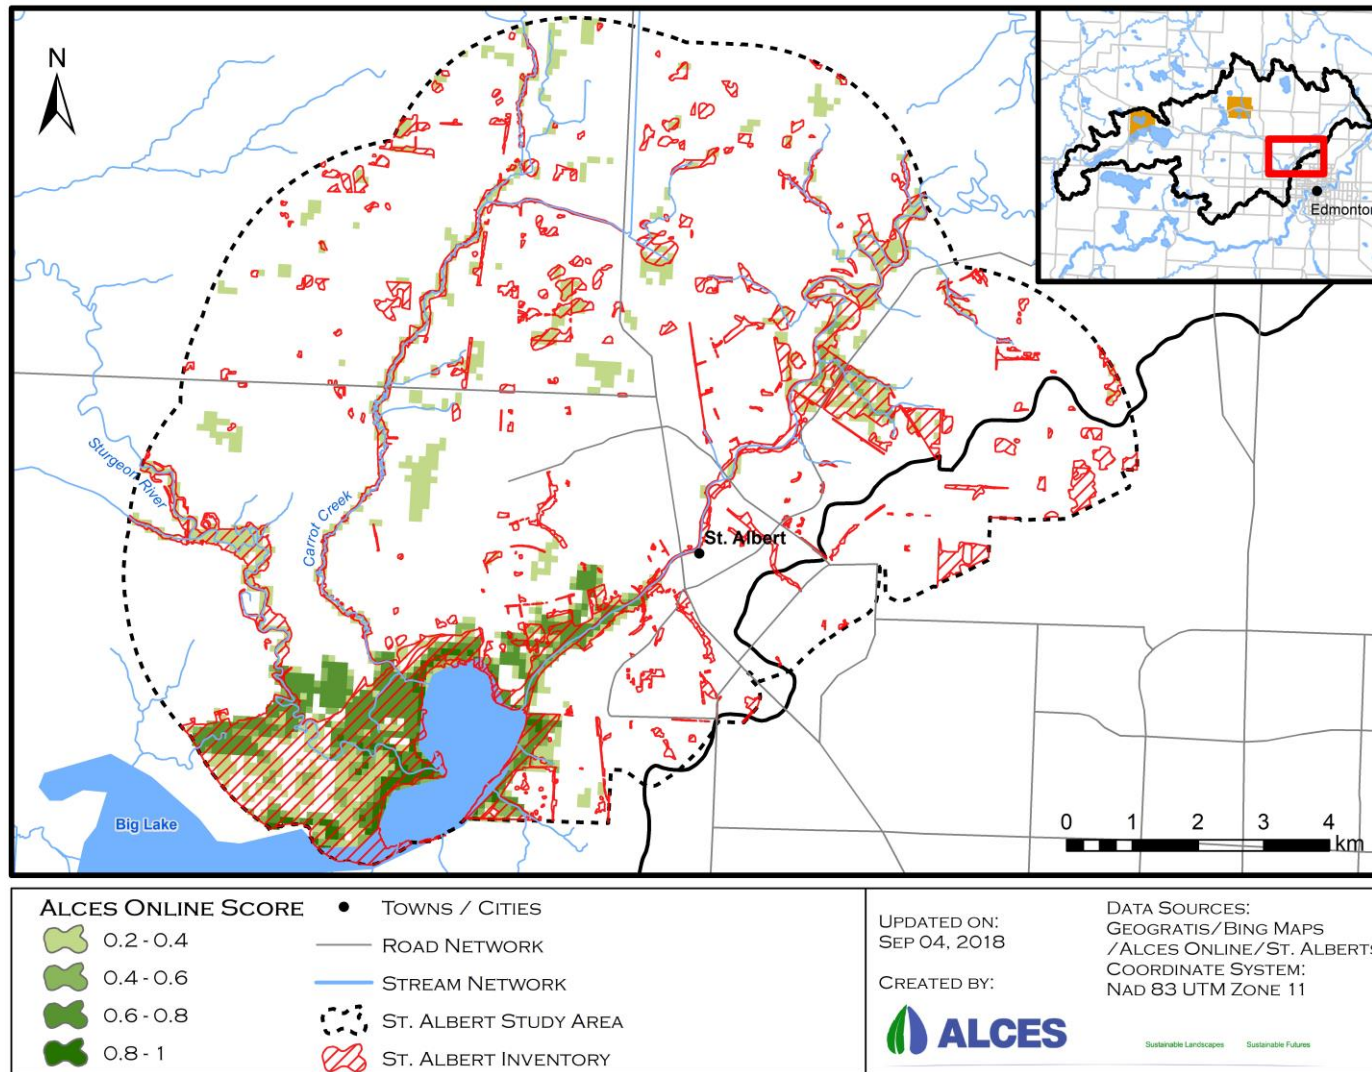 N
Edmonton
Sturgeon River
Carrot Creek
St. Albert
Big Lake
0 1 2 3 4
km
ALCES ONLINE SCORE
0.2 - 0.4
0.4 - 0.6
0.6 - 0.8
0.8 - 1
TOWNS / CITIES
ROAD NETWORK
STREAM NETWORK
ST. ALBERT STUDY AREA
ST. ALBERT INVENTORY
UPDATED ON:
SEP 04, 2018
CREATED BY:
ALCES
Sustainable Landscapes Sustainable Futures
DATA SOURCES:
GEOGRATIS/BING MAPS
/ALCES ONLINE/ST. ALBERTS
COORDINATE SYSTEM:
NAD 83 UTM ZONE 11